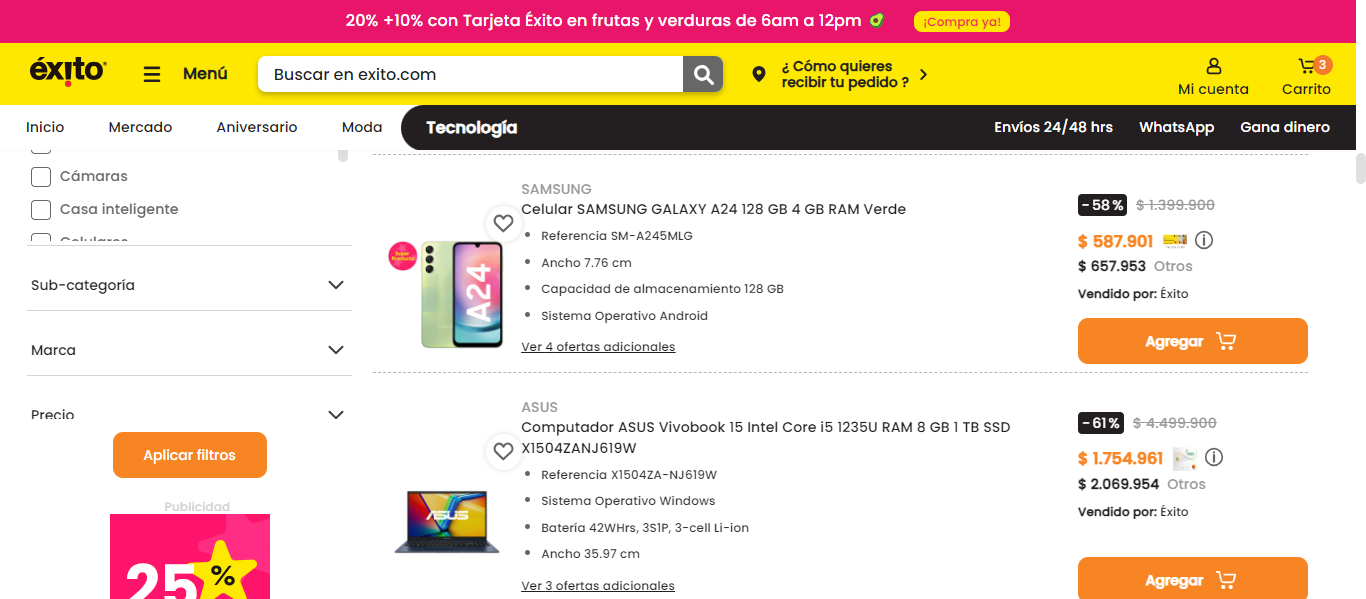 20% +10% con Tarjeta Éxito en frutas y verduras de 6am a 12pm ¡Compra ya!
éxito
Menú
Buscar en exito.com
¿ Cómo quieres
recibir tu pedido ?
Mi cuenta
3
Carrito
Inicio Mercado Aniversario Moda Tecnología Envíos 24/48 hrs WhatsApp Gana dinero
Cámaras
Casa inteligente
Celulares
Sub-categoría
Marca
Precio
Aplicar filtros
Publicidad
25
%
SAMSUNG
Celular SAMSUNG GALAXY A24 128 GB 4 GB RAM Verde
Referencia SM-A245MLG
Ancho 7.76 cm
Capacidad de almacenamiento 128 GB
Sistema Operativo Android
Ver 4 ofertas adicionales
A24
-58% $ 1.399.900
$ 587.901
$ 657.953 Otros
Vendido por: Éxito
Agregar
ASUS
Computador ASUS Vivobook 15 Intel Core i5 1235U RAM 8 GB 1 TB SSD
X1504ZANJ619W
Referencia X1504ZA-NJ619W
Sistema Operativo Windows
Batería 42WHrs, 3S1P, 3-cell Li-ion
Ancho 35.97 cm
Ver 3 ofertas adicionales
ASUS
-61% $ 4.499.900
$ 1.754.961
$ 2.069.954 Otros
Vendido por: Éxito
Agregar